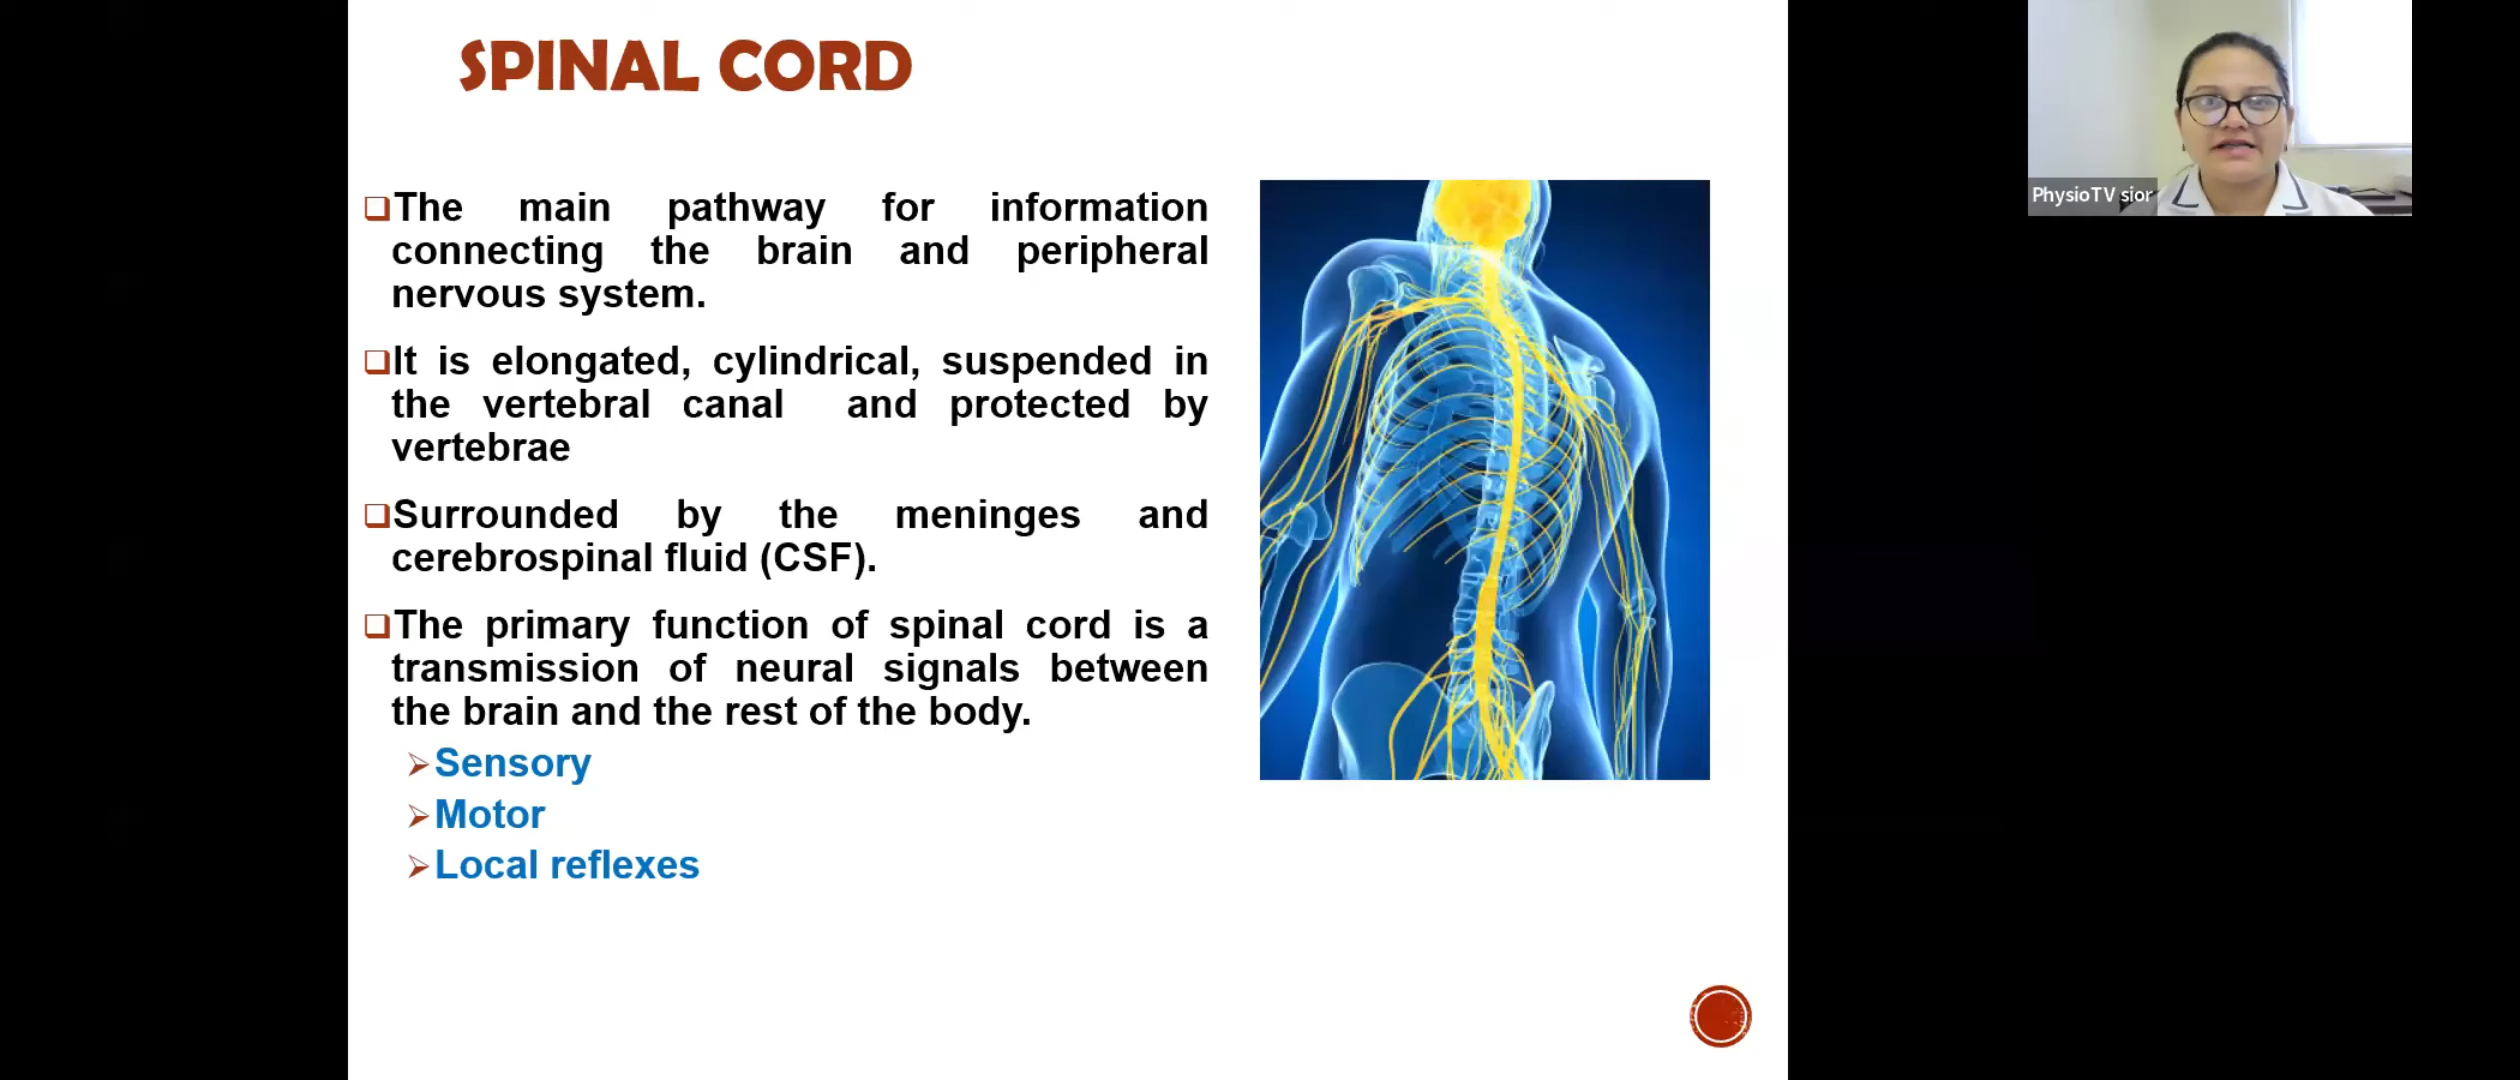 SPINAL CORD
The main pathway for information
connecting the brain and peripheral
nervous system.
It is elongated, cylindrical, suspended in
the vertebral canal and protected by
vertebrae
Surrounded by the meninges and
cerebrospinal fluid (CSF).
The primary function of spinal cord is a
transmission of neural signals between
the brain and the rest of the body.
Sensory
Motor
Local reflexes
PhysioTV sior